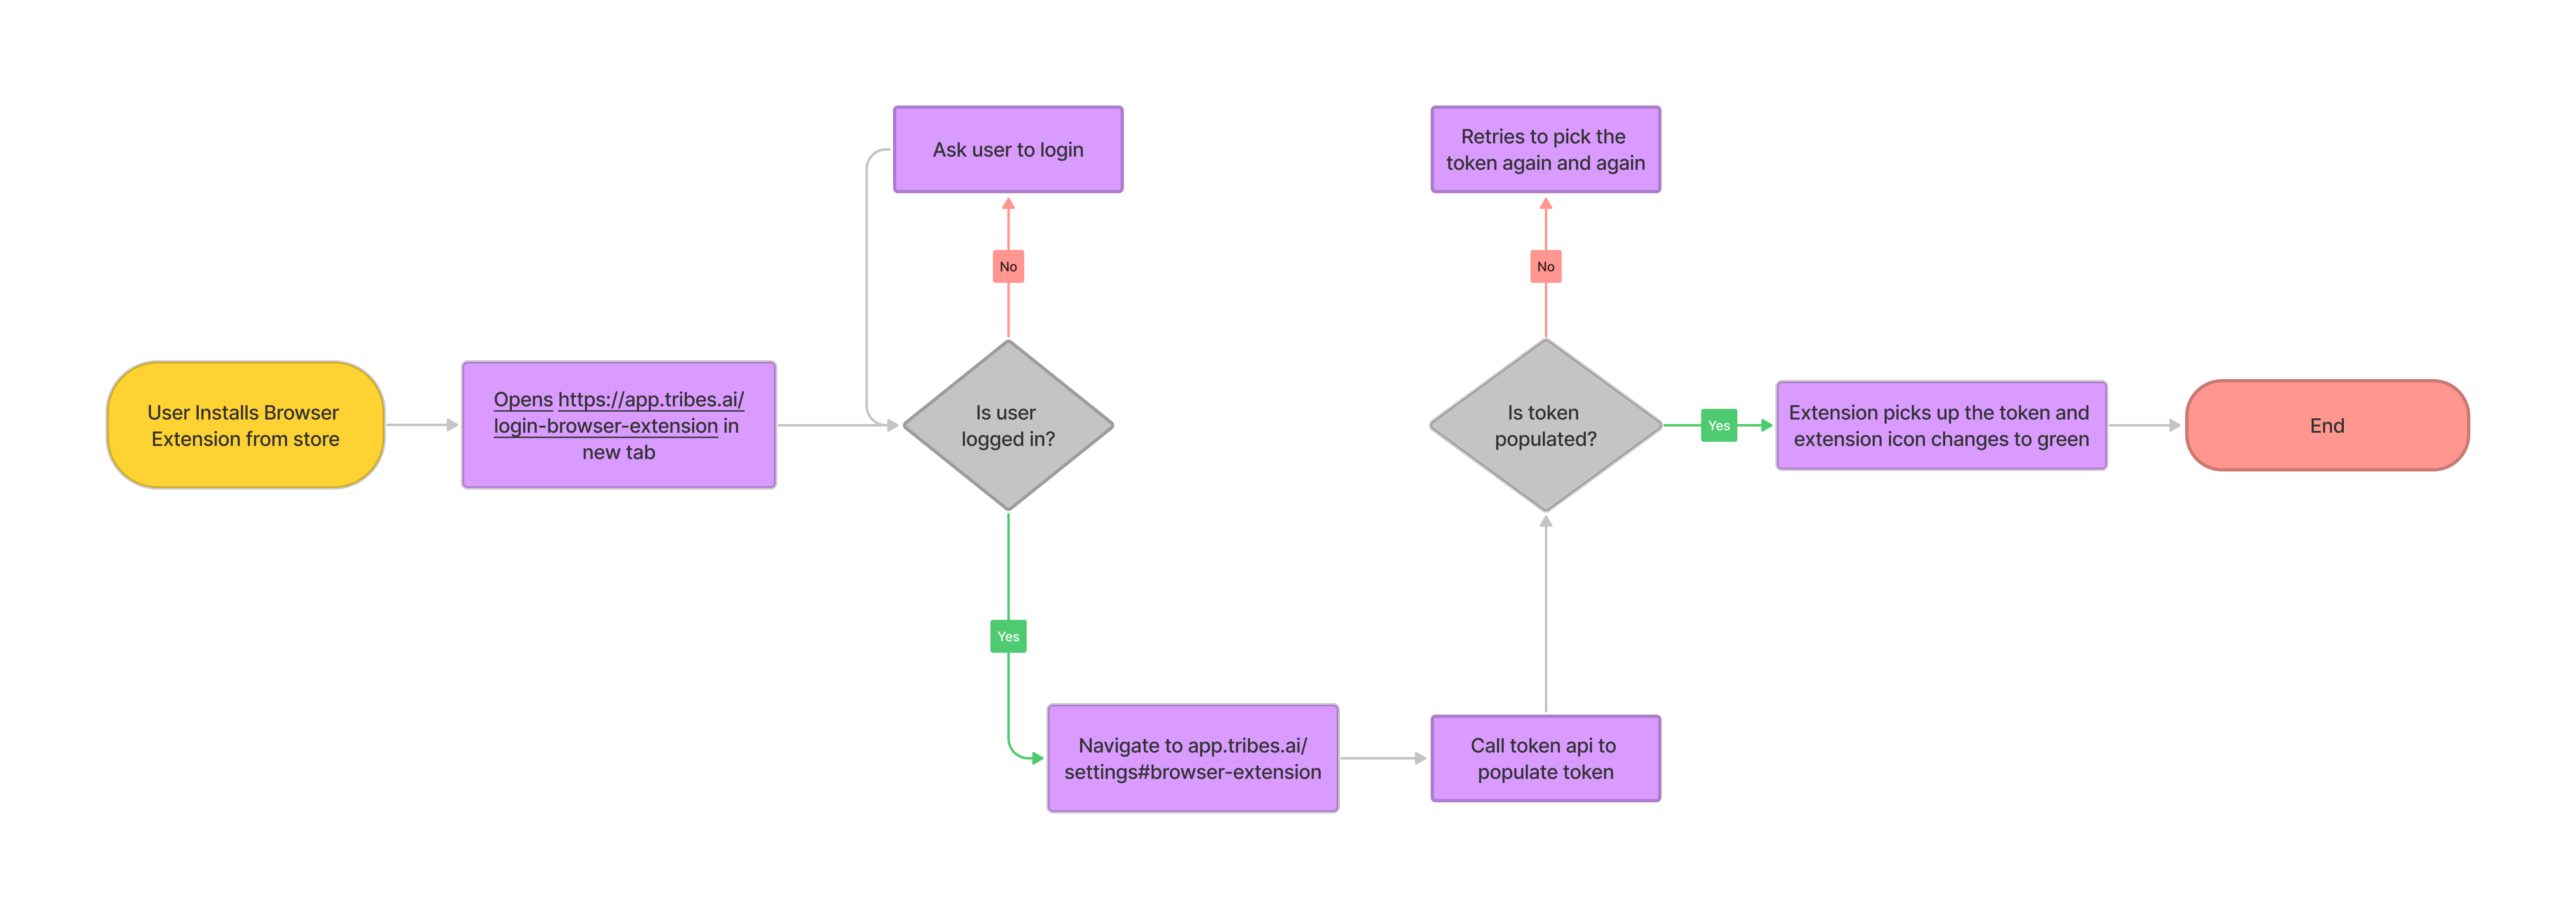 User Installs Browser
Extension from store
Opens https://app.tribes.ai/
login-browser-extension in
new tab
Is user
logged in?
No
Ask user to login
Yes
Navigate to app.tribes.ai/
settings#browser-extension
Call token api to
populate token
Is token
populated?
No
Retries to pick the
token again and again
Yes
Extension picks up the token and
extension icon changes to green
End